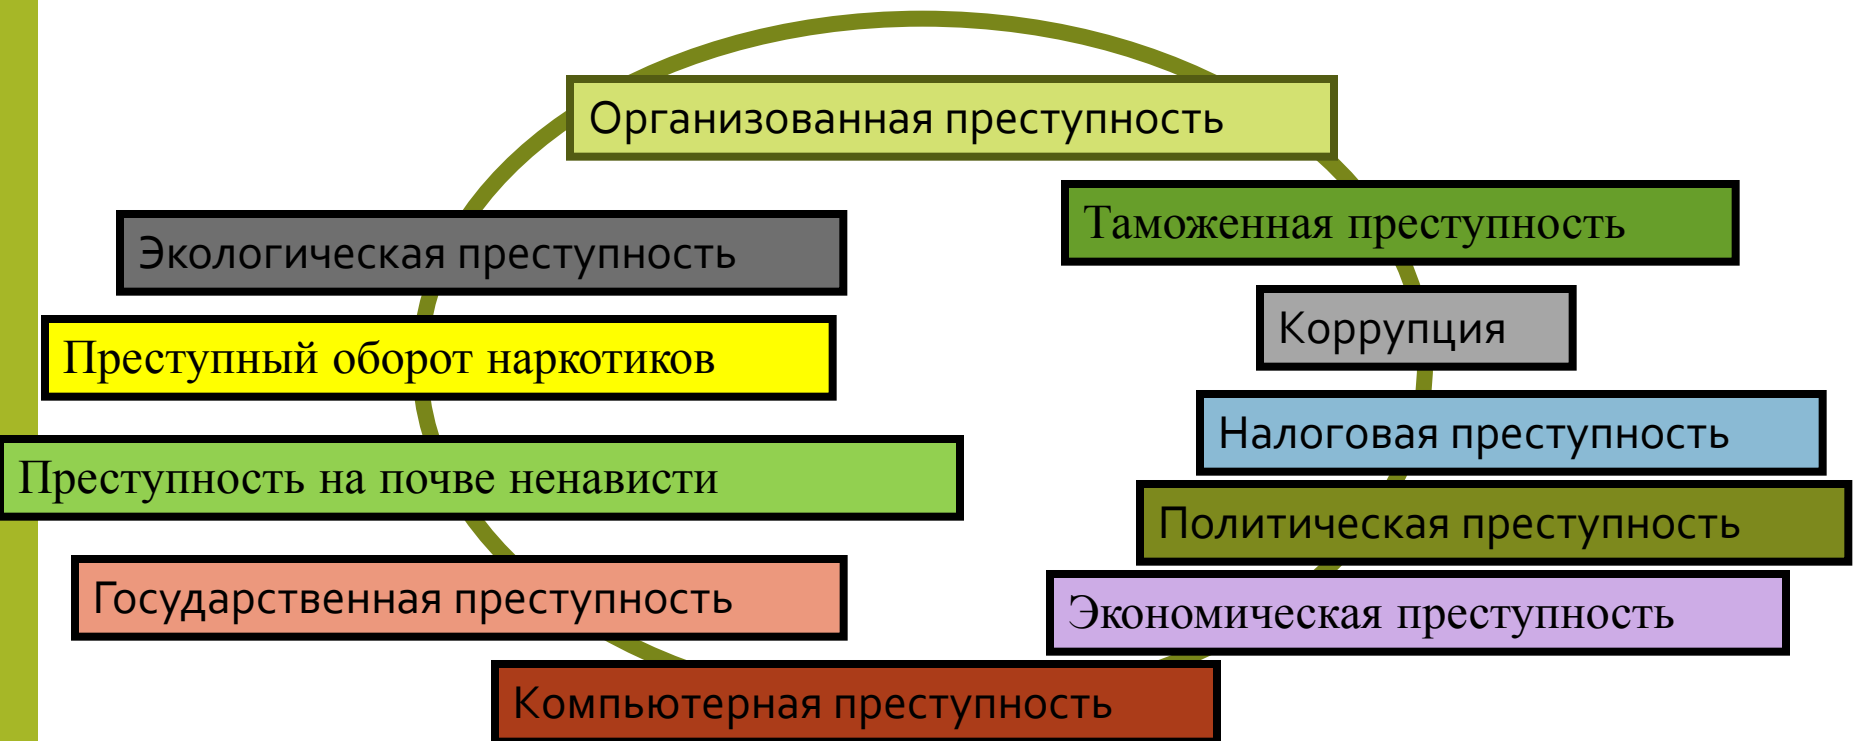 Организованная преступность
Таможенная преступность
Экологическая преступность
Коррупция
Преступный оборот наркотиков
Налоговая преступность
Преступность на почве ненависти
Политическая преступность
Государственная преступность
Экономическая преступность
Компьютерная преступность